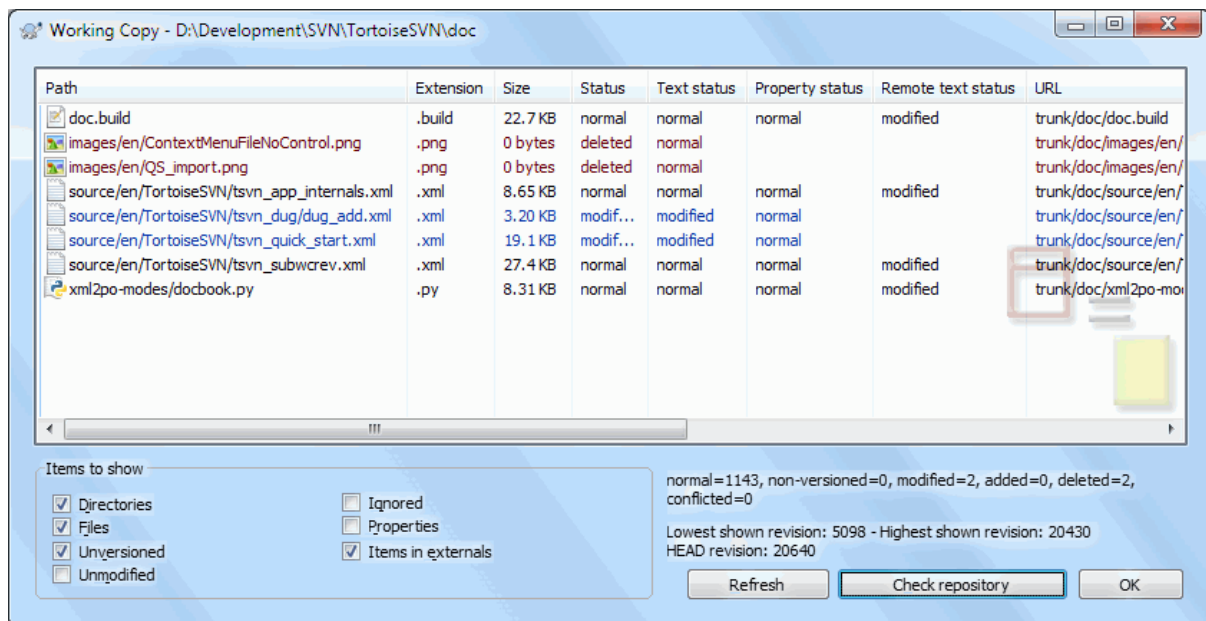 Working Copy - D:\Development\SVN\TortoiseSVN\doc
Path Extension Size Status Text status Property status Remote text status URL
doc.build .build 22.7 KB normal normal normal modified trunk/doc/doc.build
images/en/ContextMenuFileNoControl.png .png 0 bytes deleted normal trunk/doc/images/en/
images/en/QS_import.png .png 0 bytes deleted normal trunk/doc/images/en/
source/en/TortoiseSVN/tsvn_app_internals.xml .xml 8.65 KB normal normal normal modified trunk/doc/source/en/
source/en/TortoiseSVN/tsvn_dug/dug_add.xml .xml 3.20 KB modif... modified normal trunk/doc/source/en/
source/en/TortoiseSVN/tsvn_quick_start.xml .xml 19.1 KB modif... modified normal trunk/doc/source/en/
source/en/TortoiseSVN/tsvn_subwcrev.xml .xml 27.4 KB normal normal normal modified trunk/doc/source/en/
xml2po-modes/docbook.py .py 8.31 KB normal normal normal modified trunk/doc/xml2po-mo
Items to show
Directories Ignored
Files Properties
Unversioned Items in externals
Unmodified
normal=1143, non-versioned=0, modified=2, added=0, deleted=2,
conflicted=0
Lowest shown revision: 5098 - Highest shown revision: 20430
HEAD revision: 20640
Refresh Check repository OK